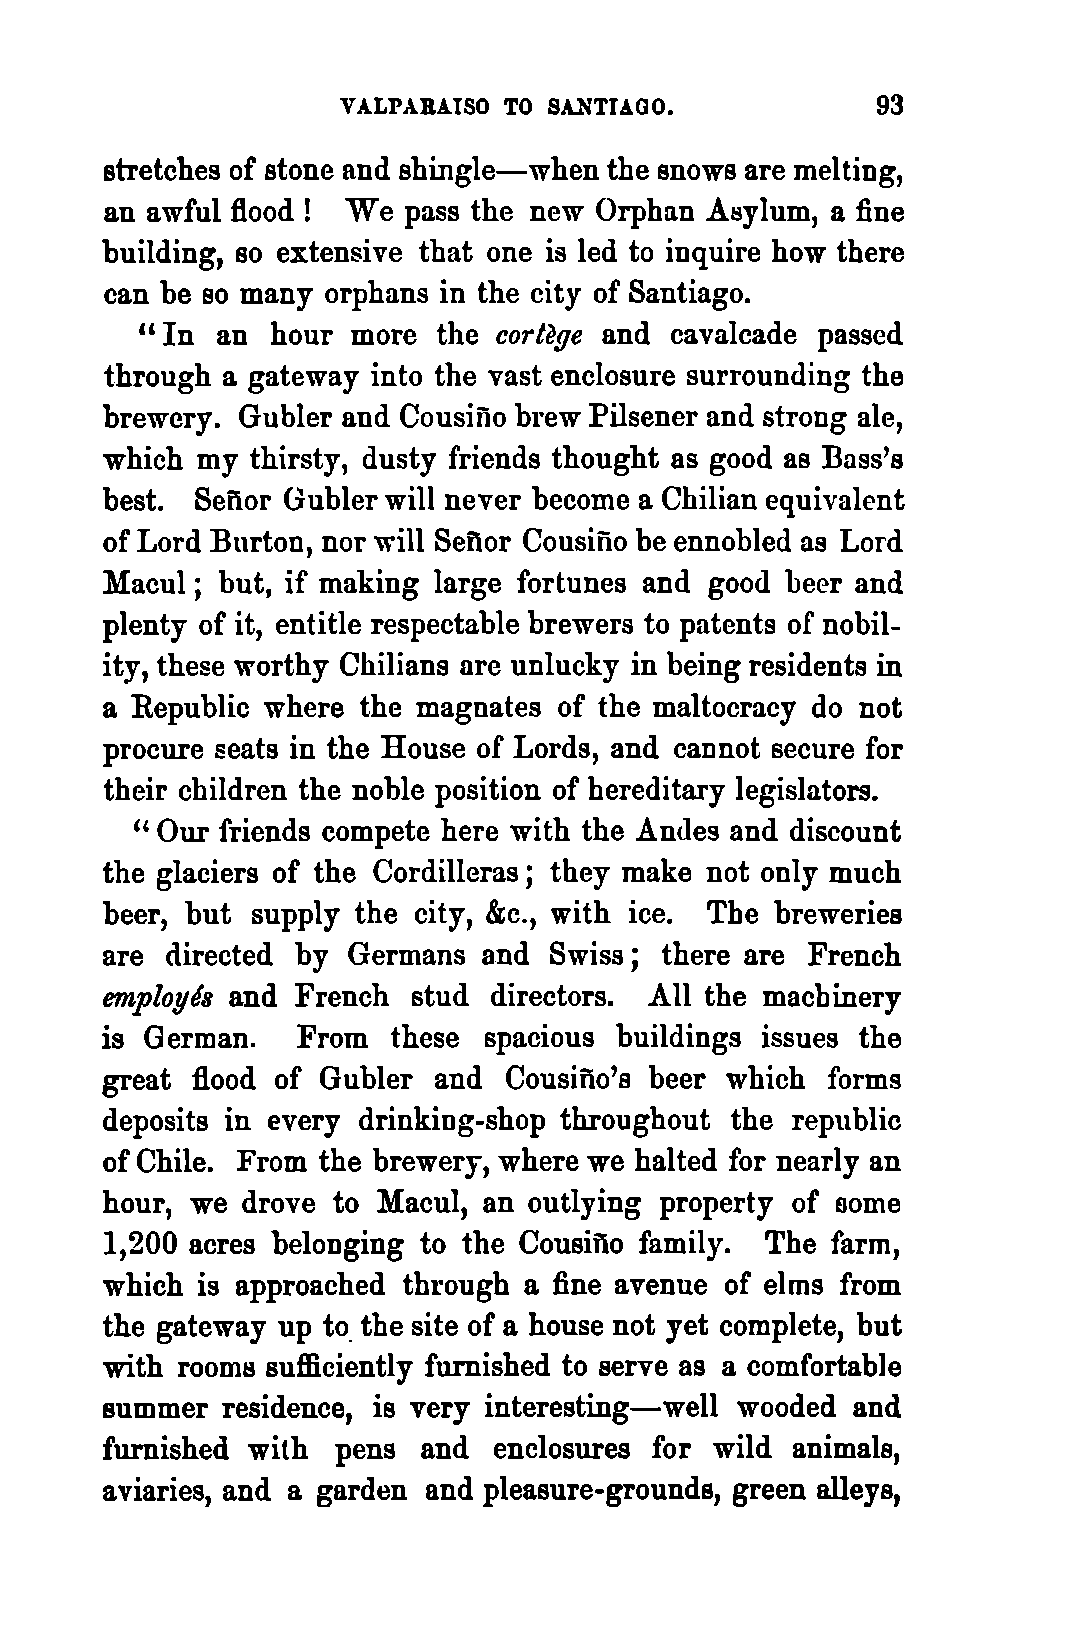 VALPARAISO TO SANTIAGO. 93
stretches of stone and shingle—when the snows are melting,
an awful flood ! We pass the new Orphan Asylum, a fine
building, so extensive that one is led to inquire how there
can be so many orphans in the city of Santiago.
“ In an hour more the cortège and cavalcade passed
through a gateway into the vast enclosure surrounding the
brewery. Gubler and Cousiño brew Pilsener and strong ale,
which my thirsty, dusty friends thought as good as Bass’s
best. Señor Gubler will never become a Chilian equivalent
of Lord Burton, nor will Señor Cousiño be ennobled as Lord
Macul ; but, if making large fortunes and good beer and
plenty of it, entitle respectable brewers to patents of nobil-
ity, these worthy Chilians are unlucky in being residents in
a Republic where the magnates of the maltocracy do not
procure seats in the House of Lords, and cannot secure for
their children the noble position of hereditary legislators.
“ Our friends compete here with the Andes and discount
the glaciers of the Cordilleras ; they make not only much
beer, but supply the city, &c., with ice. The breweries
are directed by Germans and Swiss ; there are French
employés and French stud directors. All the machinery
is German. From these spacious buildings issues the
great flood of Gubler and Cousiño’s beer which forms
deposits in every drinking-shop throughout the republic
of Chile. From the brewery, where we halted for nearly an
hour, we drove to Macul, an outlying property of some
1,200 acres belonging to the Cousiño family. The farm,
which is approached through a fine avenue of elms from
the gateway up to the site of a house not yet complete, but
with rooms sufficiently furnished to serve as a comfortable
summer residence, is very interesting—well wooded and
furnished with pens and enclosures for wild animals,
aviaries, and a garden and pleasure-grounds, green alleys,